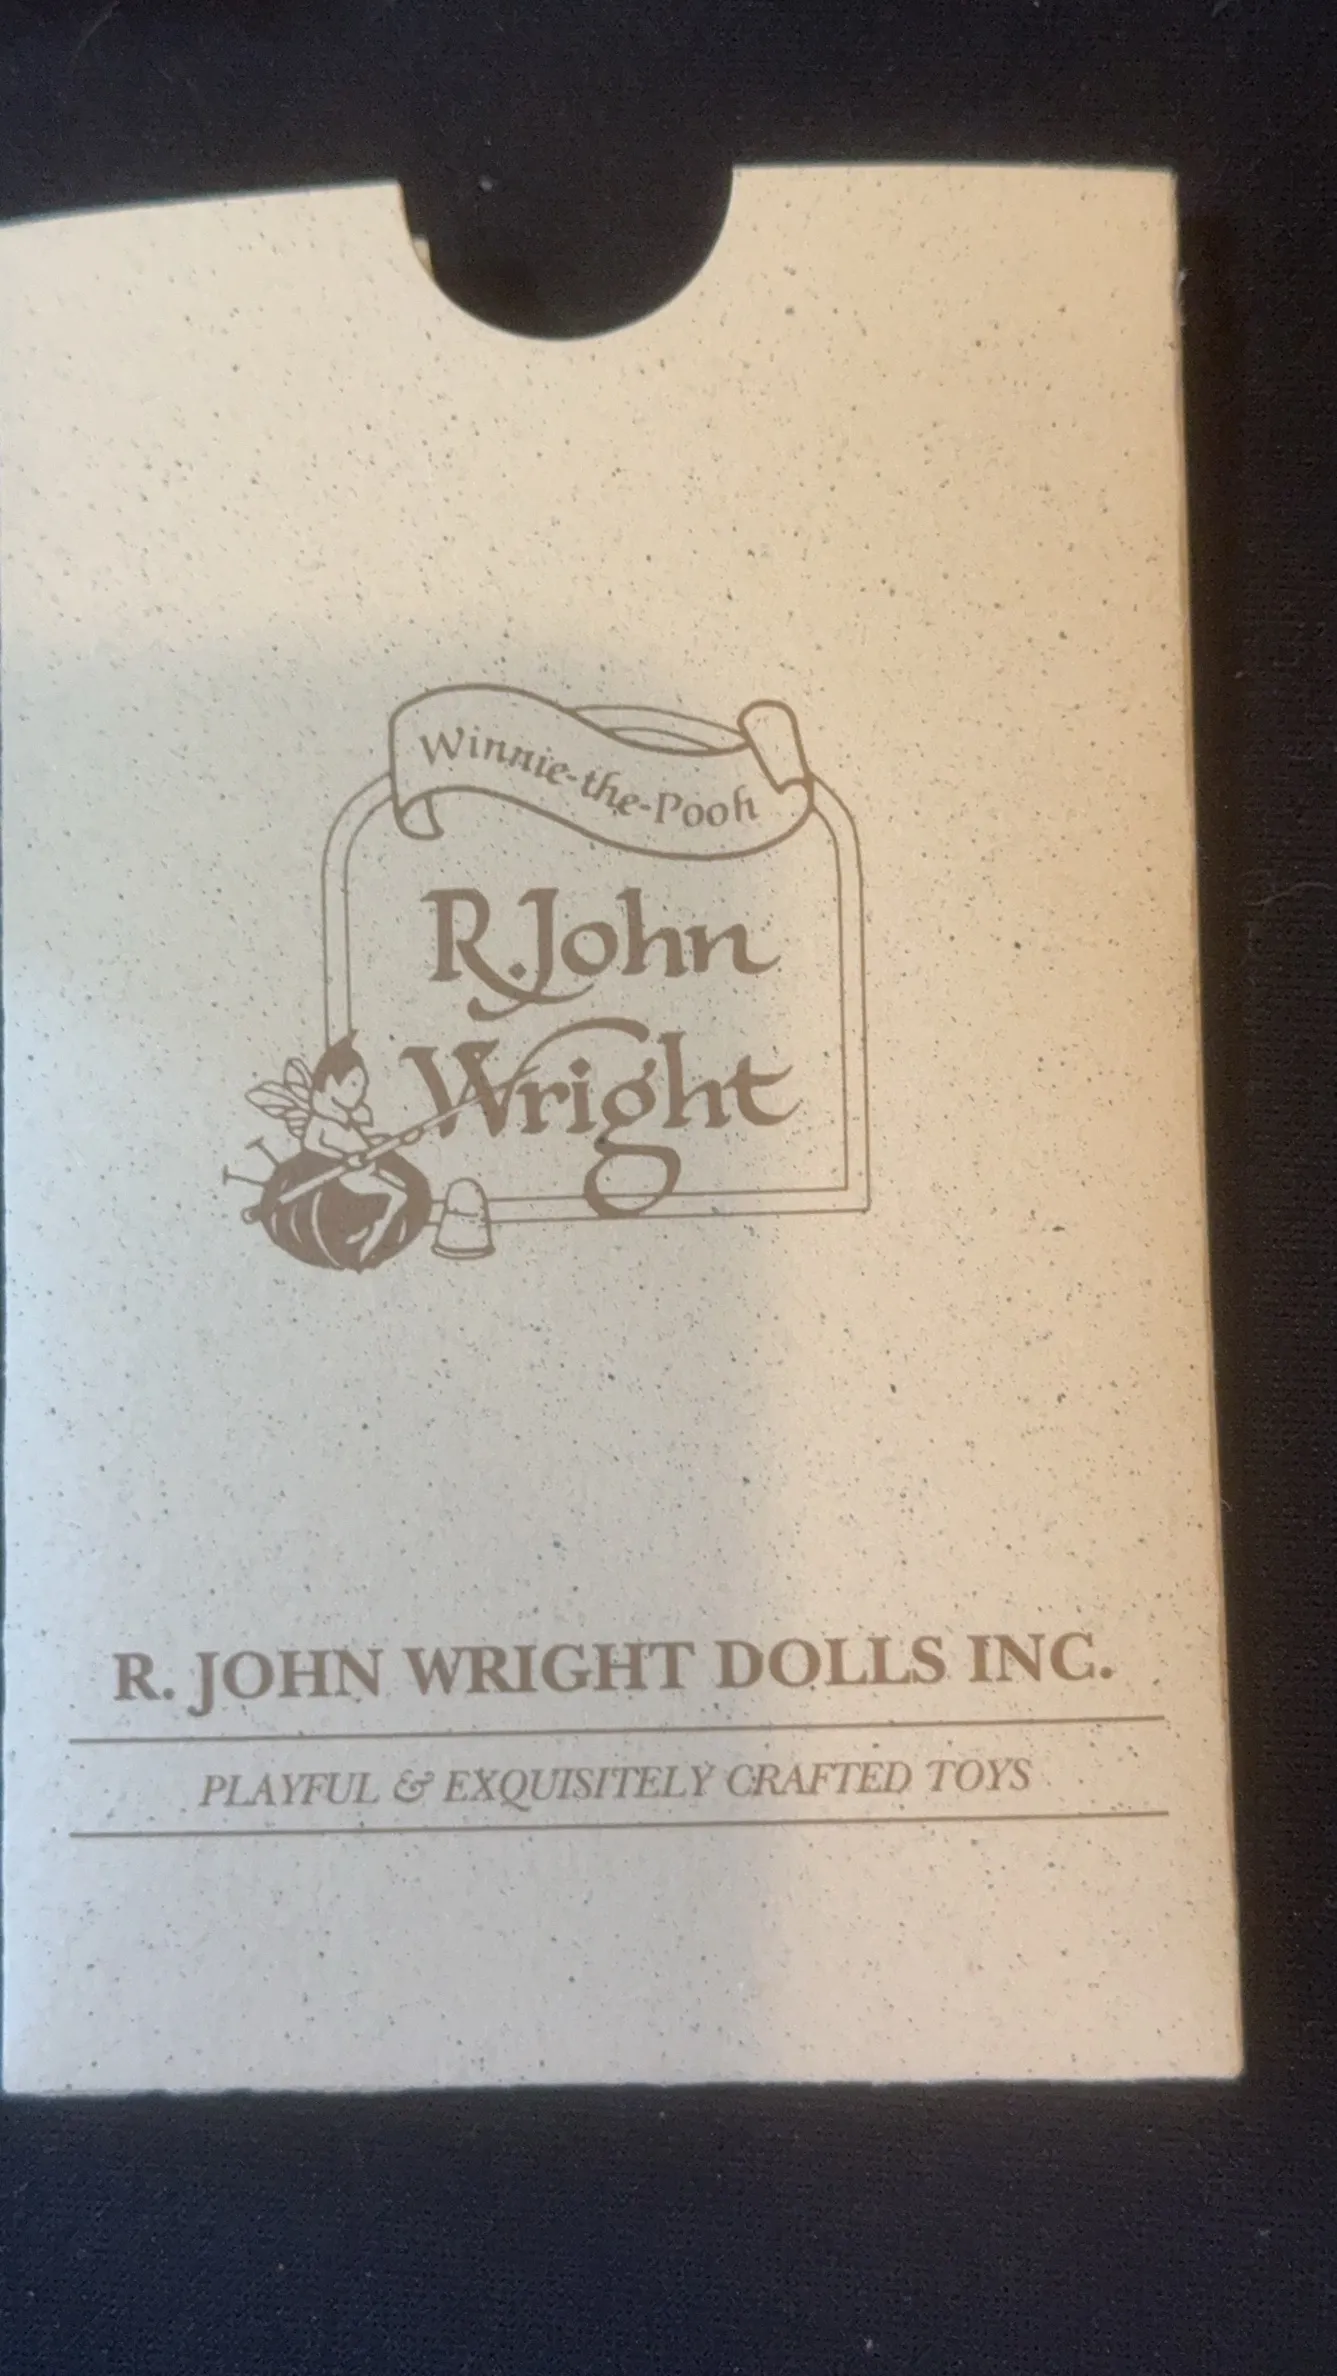 Winnie-the-Pooh
R. John
Wright
R. JOHN WRIGHT DOLLS INC.
PLAYFUL & EXQUISITELY CRAFTED TOYS